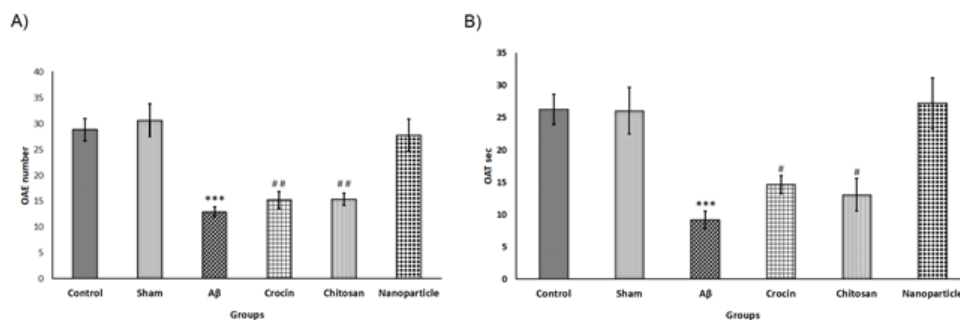 A)
OAE number
40
35
30
25
20
15
10
5
0
***
##
##
Control Sham Aβ Crocin Chitosan Nanoparticle
Groups
B)
OAT sec
35
30
25
20
15
10
5
0
***
#
#
Control Sham Aβ Crocin Chitosan Nanoparticle
Groups